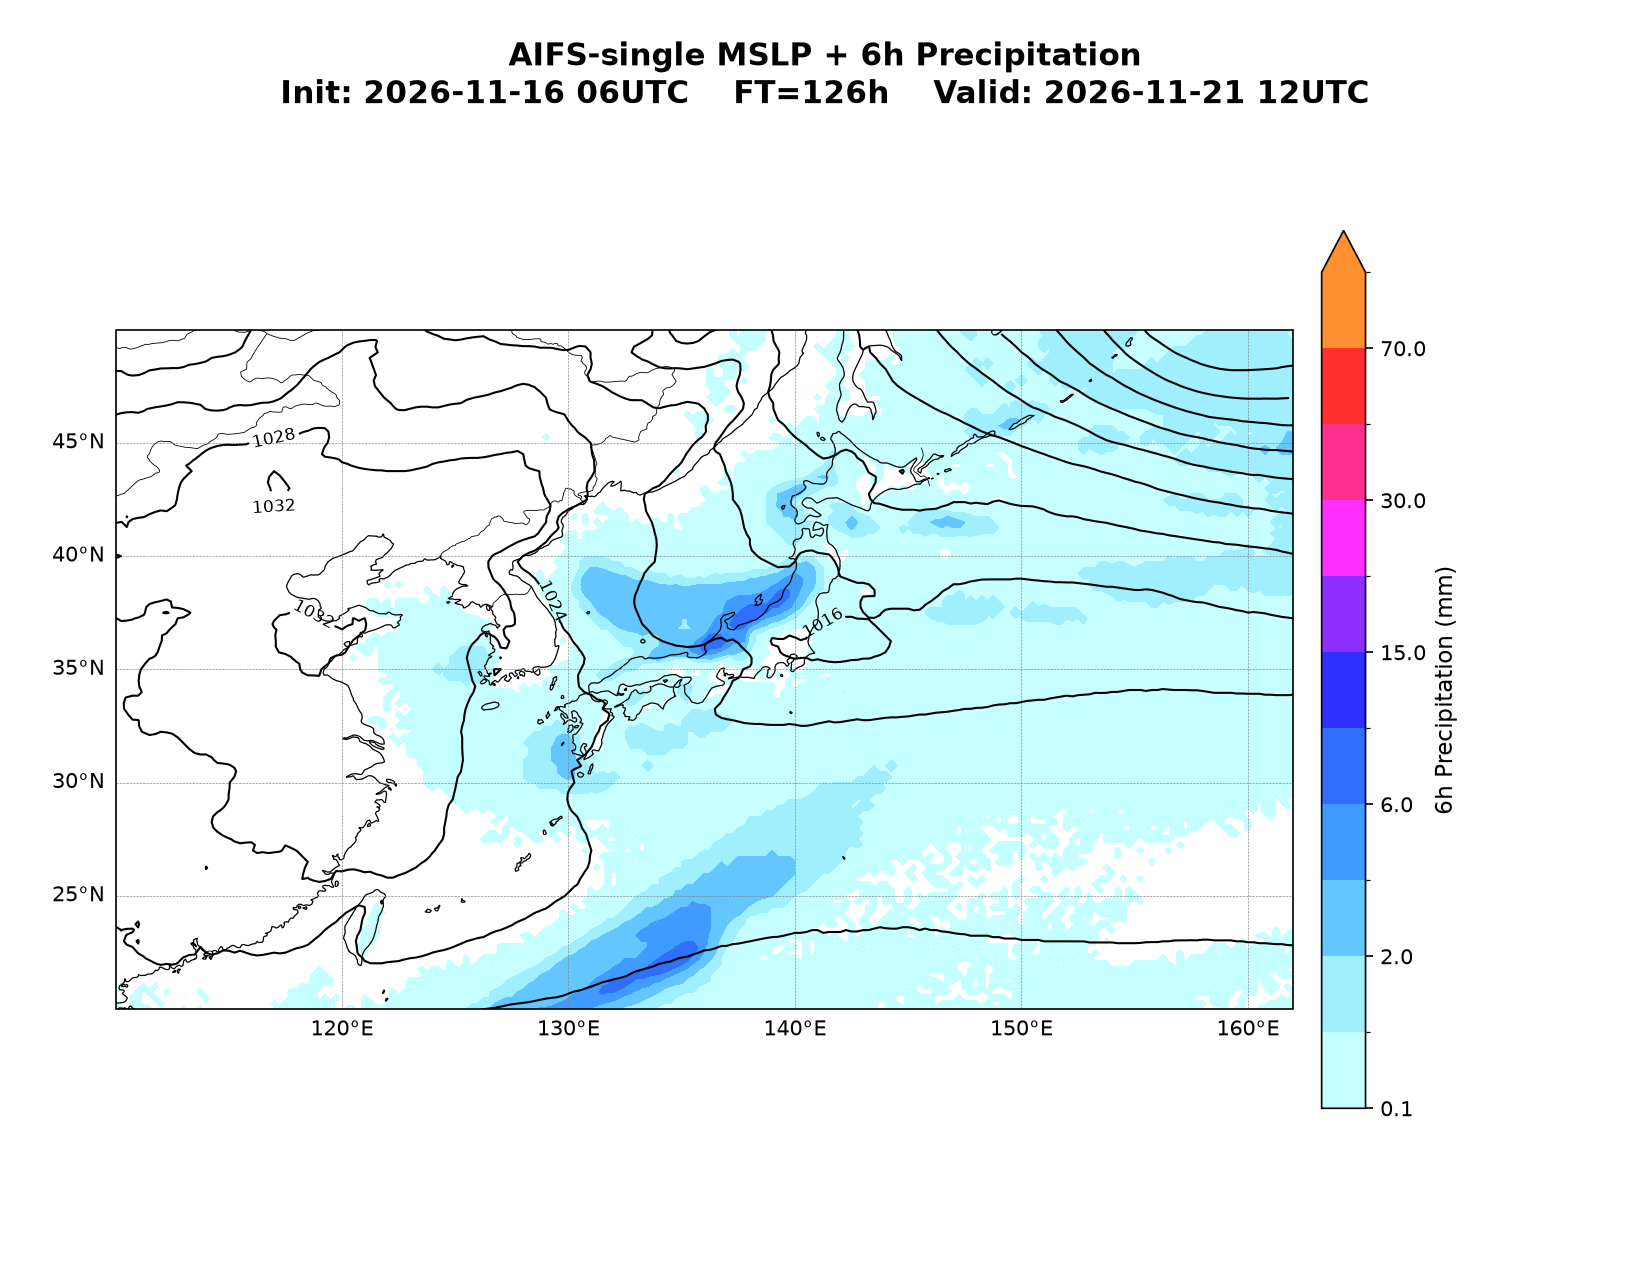 AIFS-single MSLP + 6h Precipitation
Init: 2026-11-16 06UTC    FT=126h    Valid: 2026-11-21 12UTC
70.0
30.0
15.0
6.0
2.0
0.1
6h Precipitation (mm)
45°N
40°N
35°N
30°N
25°N
1028
1032
1032
1024
1016
120°E
130°E
140°E
150°E
160°E